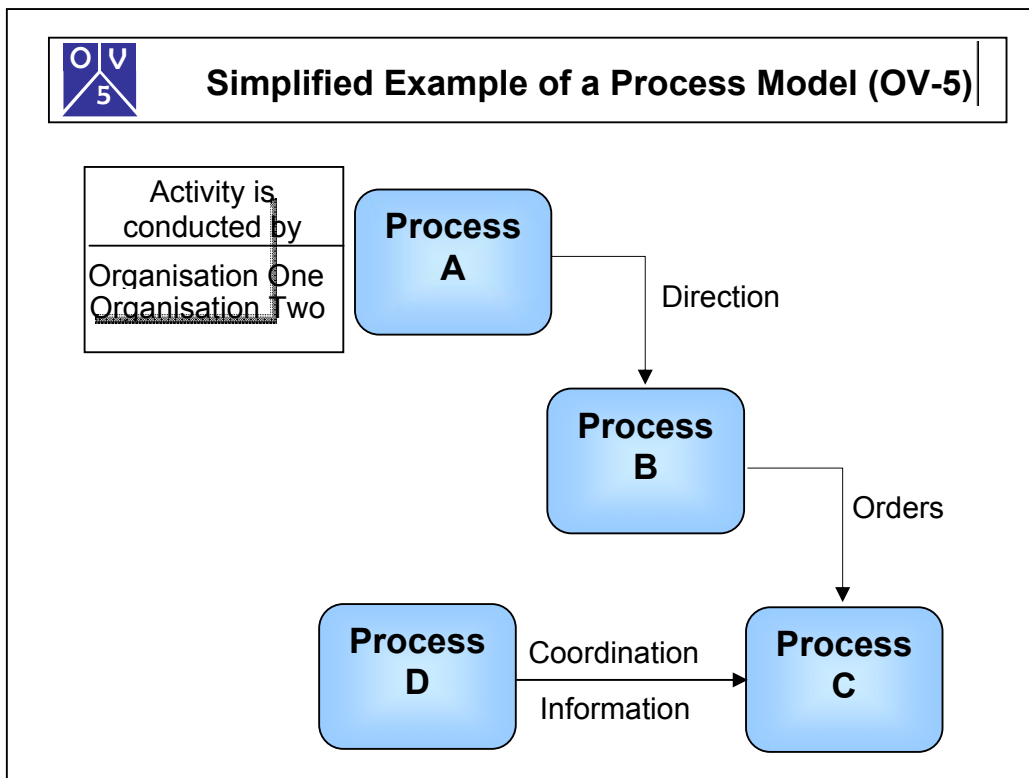 O V
5
Simplified Example of a Process Model (OV-5)
Activity is
conducted by
Organisation One
Organisation Two
Process
A
Direction
Process
B
Orders
Process
D
Coordination
Information
Process
C